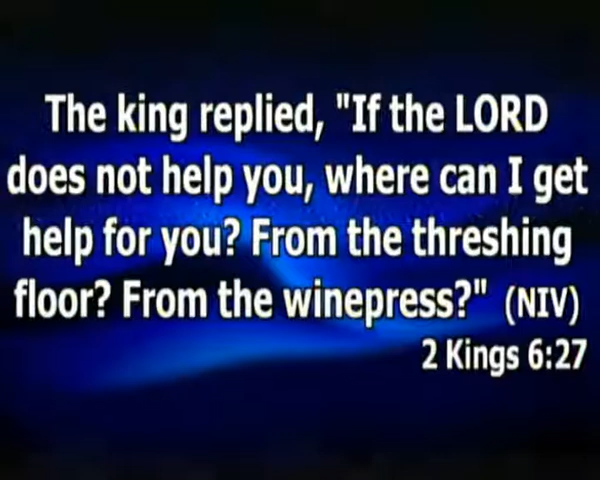 The king replied, "If the LORD
does not help you, where can I get
help for you? From the threshing
floor? From the winepress?" (NIV)
2 Kings 6:27